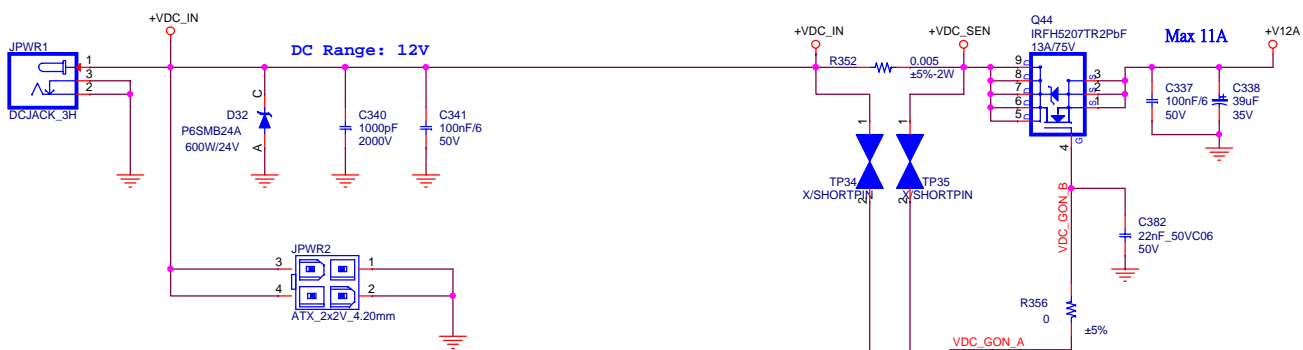 +VDC_IN
+VDC_IN
+VDC_SEN
Q44
IRFH5207TR2PbF
13A/75V
Max 11A
+V12A
JPWR1
1
3
2
DCJACK_3H
DC Range: 12V
R352
0.005
±5%-2W
9
8
7
6
5
D
D
D
D
D
3
2
1
S
S
S
G
4
C337
100nF/6
50V
C338
39uF
35V
C
D32
P6SMB24A
600W/24V
A
C340
1000pF
2000V
C341
100nF/6
50V
1
TP34
X/SHORTPIN
2
1
TP35
X/SHORTPIN
2
VDC_GON_B
C382
22nF_50VC06
50V
JPWR2
3
4
1
2
ATX_2x2V_4.20mm
R356
0
±5%
VDC_GON_A